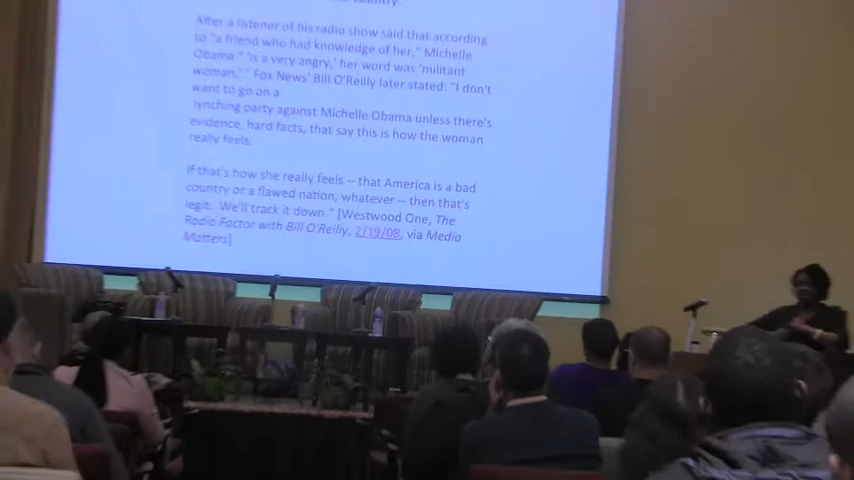 country.
After a listener of his radio show said that according
to "a friend who had knowledge of her," Michelle
Obama " 'is a very angry,' her word was 'militant
woman,' " Fox News' Bill O'Reilly later stated: "I don't
want to go on a
lynching party against Michelle Obama unless there's
evidence, hard facts, that say this is how the woman
really feels.
If that's how she really feels -- that America is a bad
country or a flawed nation, whatever -- then that's
legit. We'll track it down." [Westwood One, The
Radio Factor with Bill O'Reilly, 2/19/08, via Media
Matters]